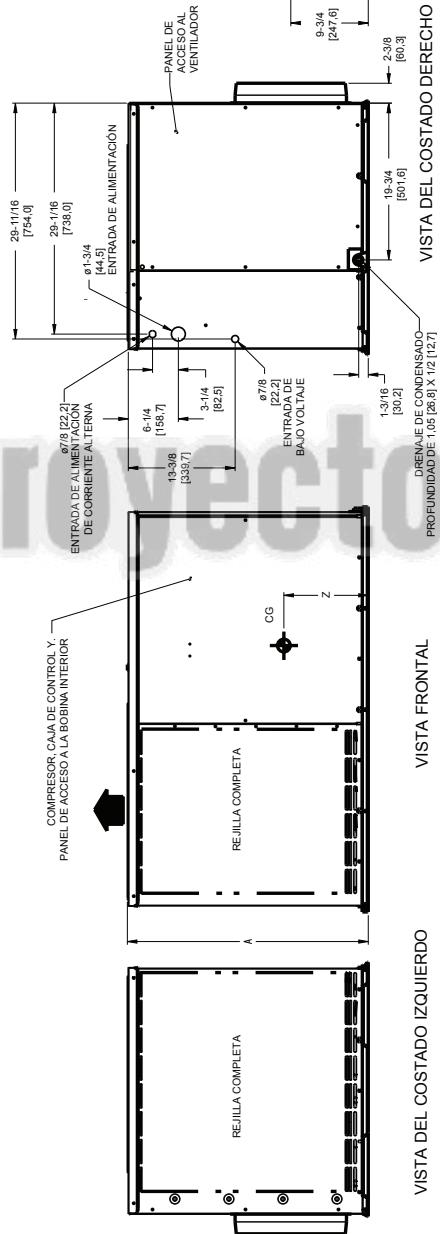 VISTA DEL COSTADO IZQUIERDO
REJILLA COMPLETA
VISTA FRONTAL
COMPRESOR, CAJA DE CONTROL Y.
PANEL DE ACCESO A LA BOBINA INTERIOR
REJILLA COMPLETA
A
CG
Z
royecto
VISTA DEL COSTADO DERECHO
29-11/16
[754,0]
29-1/16
[738,0]
ø7/8 [22,2]
ENTRADA DE ALIMENTACIÓN
DE CORRIENTE ALTERNA
ø1-3/4
[44,5]
ENTRADA DE ALIMENTACIÓN
PANEL DE
ACCESO AL
VENTILADOR
6-1/4
[158,7]
3-1/4
[82,5]
13-3/8
[339,7]
ø7/8
[22,2]
ENTRADA DE
BAJO VOLTAJE
1-3/16
[30,2]
DRENAJE DE CONDENSADO
PROFUNDIDAD DE 1,05 [26,8] X 1/2 [12,7]
19-3/4
[501,6]
2-3/8
[60,3]
9-3/4
[247,6]